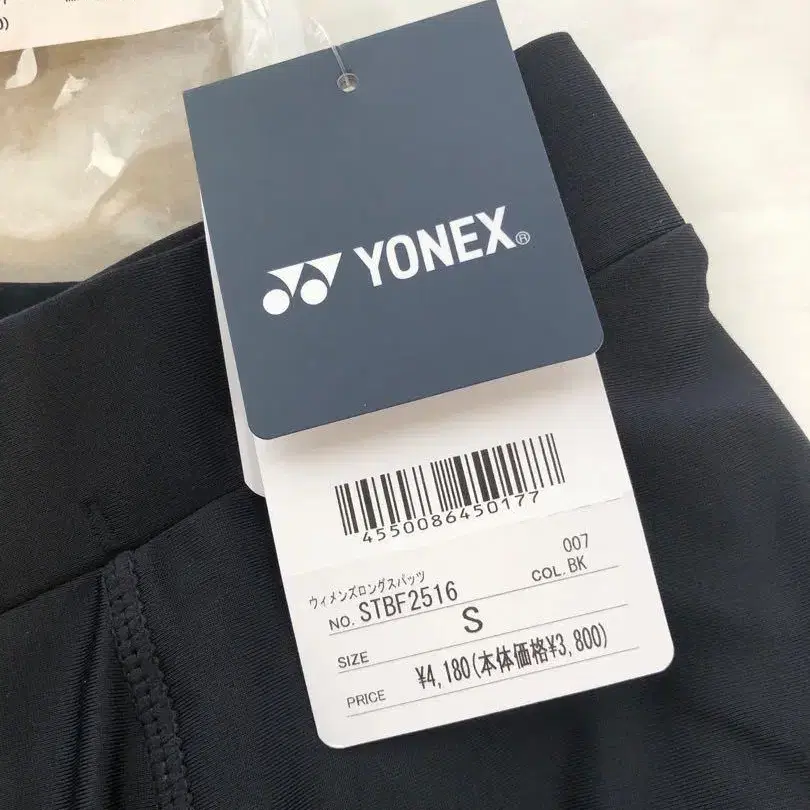 YONEX®
4550086450177
ウィメンズロングスパッツ
007
NO. STBF2516
COL. BK
SIZE S
PRICE ¥4,180(本体価格¥3,800)